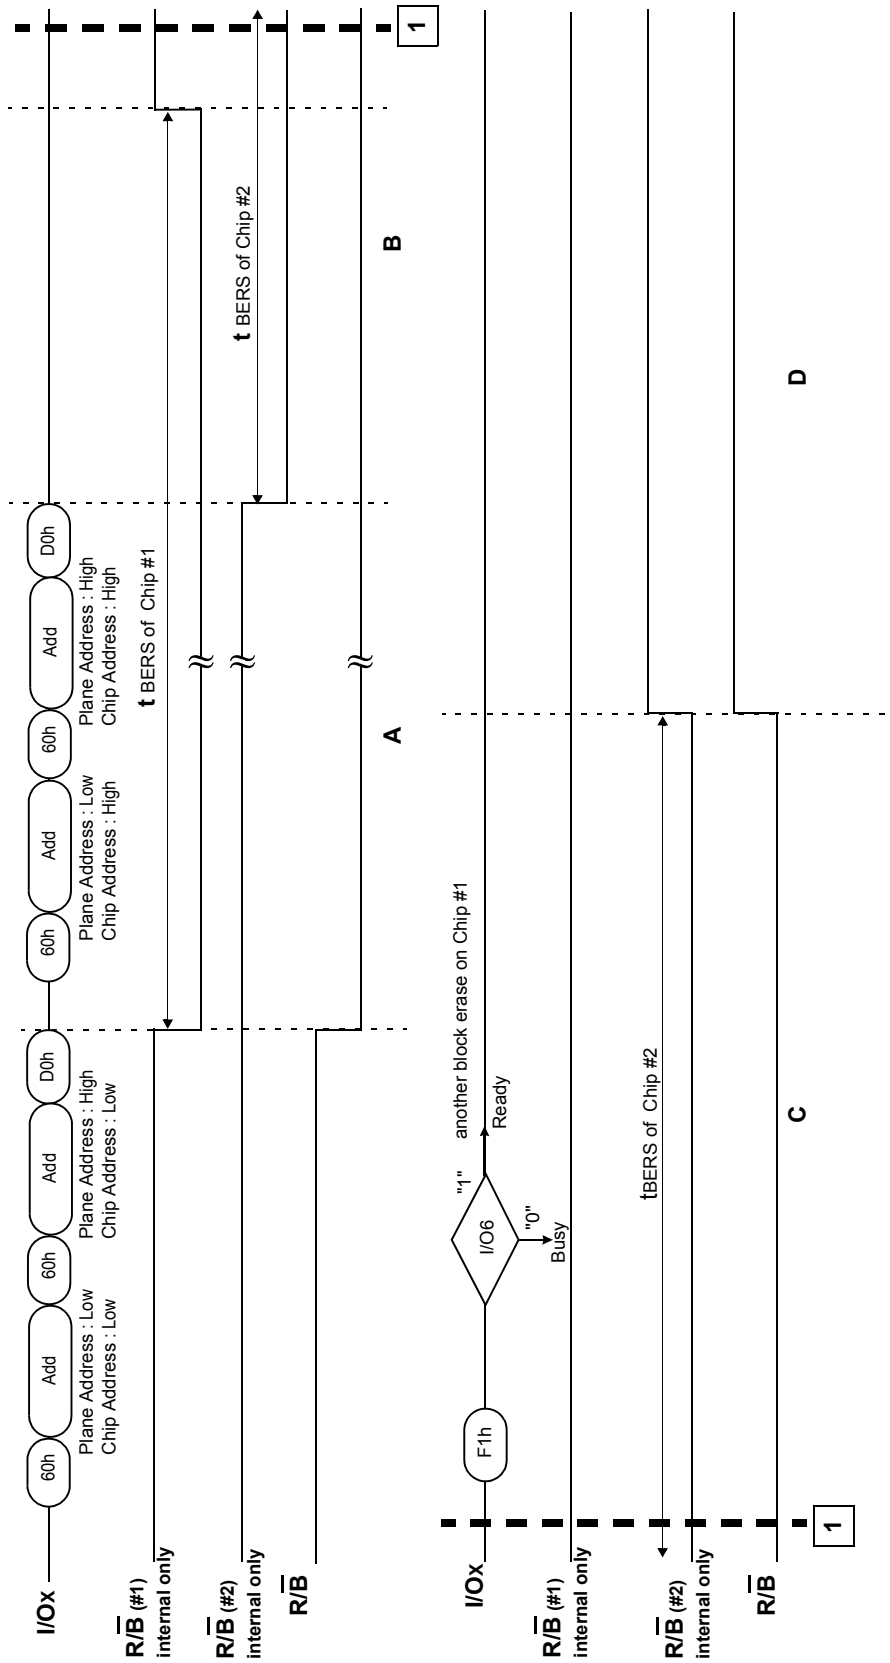 I/Ox
60h
Add
60h
Add
D0h
60h
Add
60h
Add
D0h
Plane Address : Low
Chip Address : Low
Plane Address : High
Chip Address : Low
Plane Address : Low
Chip Address : High
Plane Address : High
Chip Address : High
R/B (#1)
internal only
t BERS of Chip #1
R/B (#2)
internal only
t BERS of Chip #2
R/B
A
B
1
I/Ox
F1h
I/O6
"1"
another block erase on Chip #1
Ready
"0"
Busy
R/B (#1)
internal only
tBERS of Chip #2
R/B (#2)
internal only
R/B
C
D
1